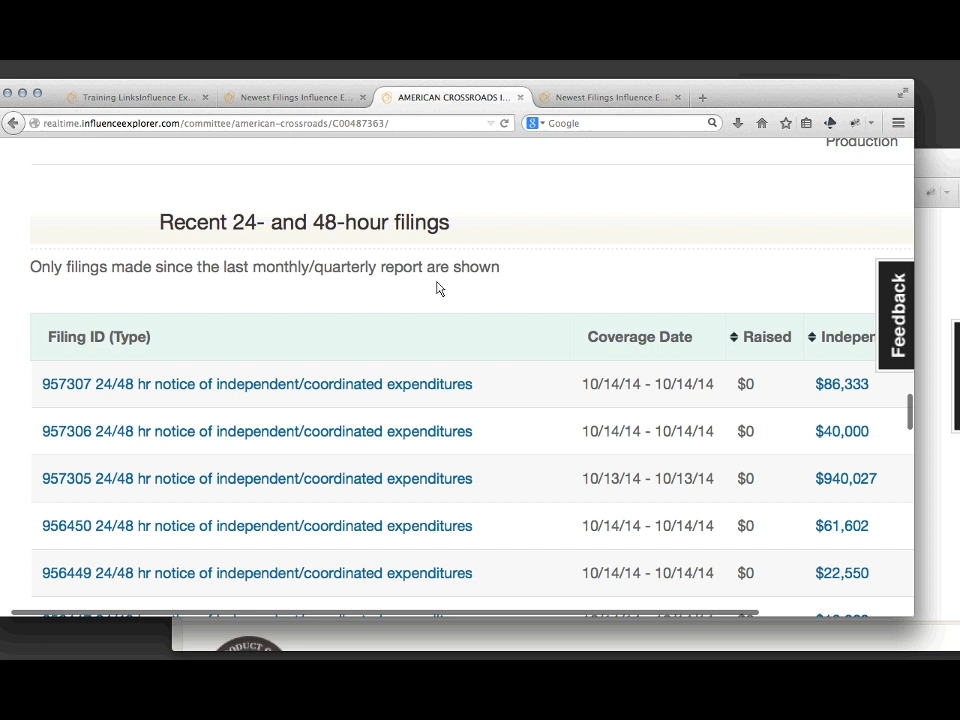 Training LinksInfluence Ex... Newest Filings Influence E... AMERICAN CROSSROADS I... Newest Filings Influence E...
realtime.influenceexplorer.com/committee/american-crossroads/C00487363/ Google
Production
Recent 24- and 48-hour filings
Only filings made since the last monthly/quarterly report are shown
Feedback
Filing ID (Type) Coverage Date Raised Indepen
957307 24/48 hr notice of independent/coordinated expenditures 10/14/14 - 10/14/14 $0 $86,333
957306 24/48 hr notice of independent/coordinated expenditures 10/14/14 - 10/14/14 $0 $40,000
957305 24/48 hr notice of independent/coordinated expenditures 10/13/14 - 10/13/14 $0 $940,027
956450 24/48 hr notice of independent/coordinated expenditures 10/14/14 - 10/14/14 $0 $61,602
956449 24/48 hr notice of independent/coordinated expenditures 10/14/14 - 10/14/14 $0 $22,550